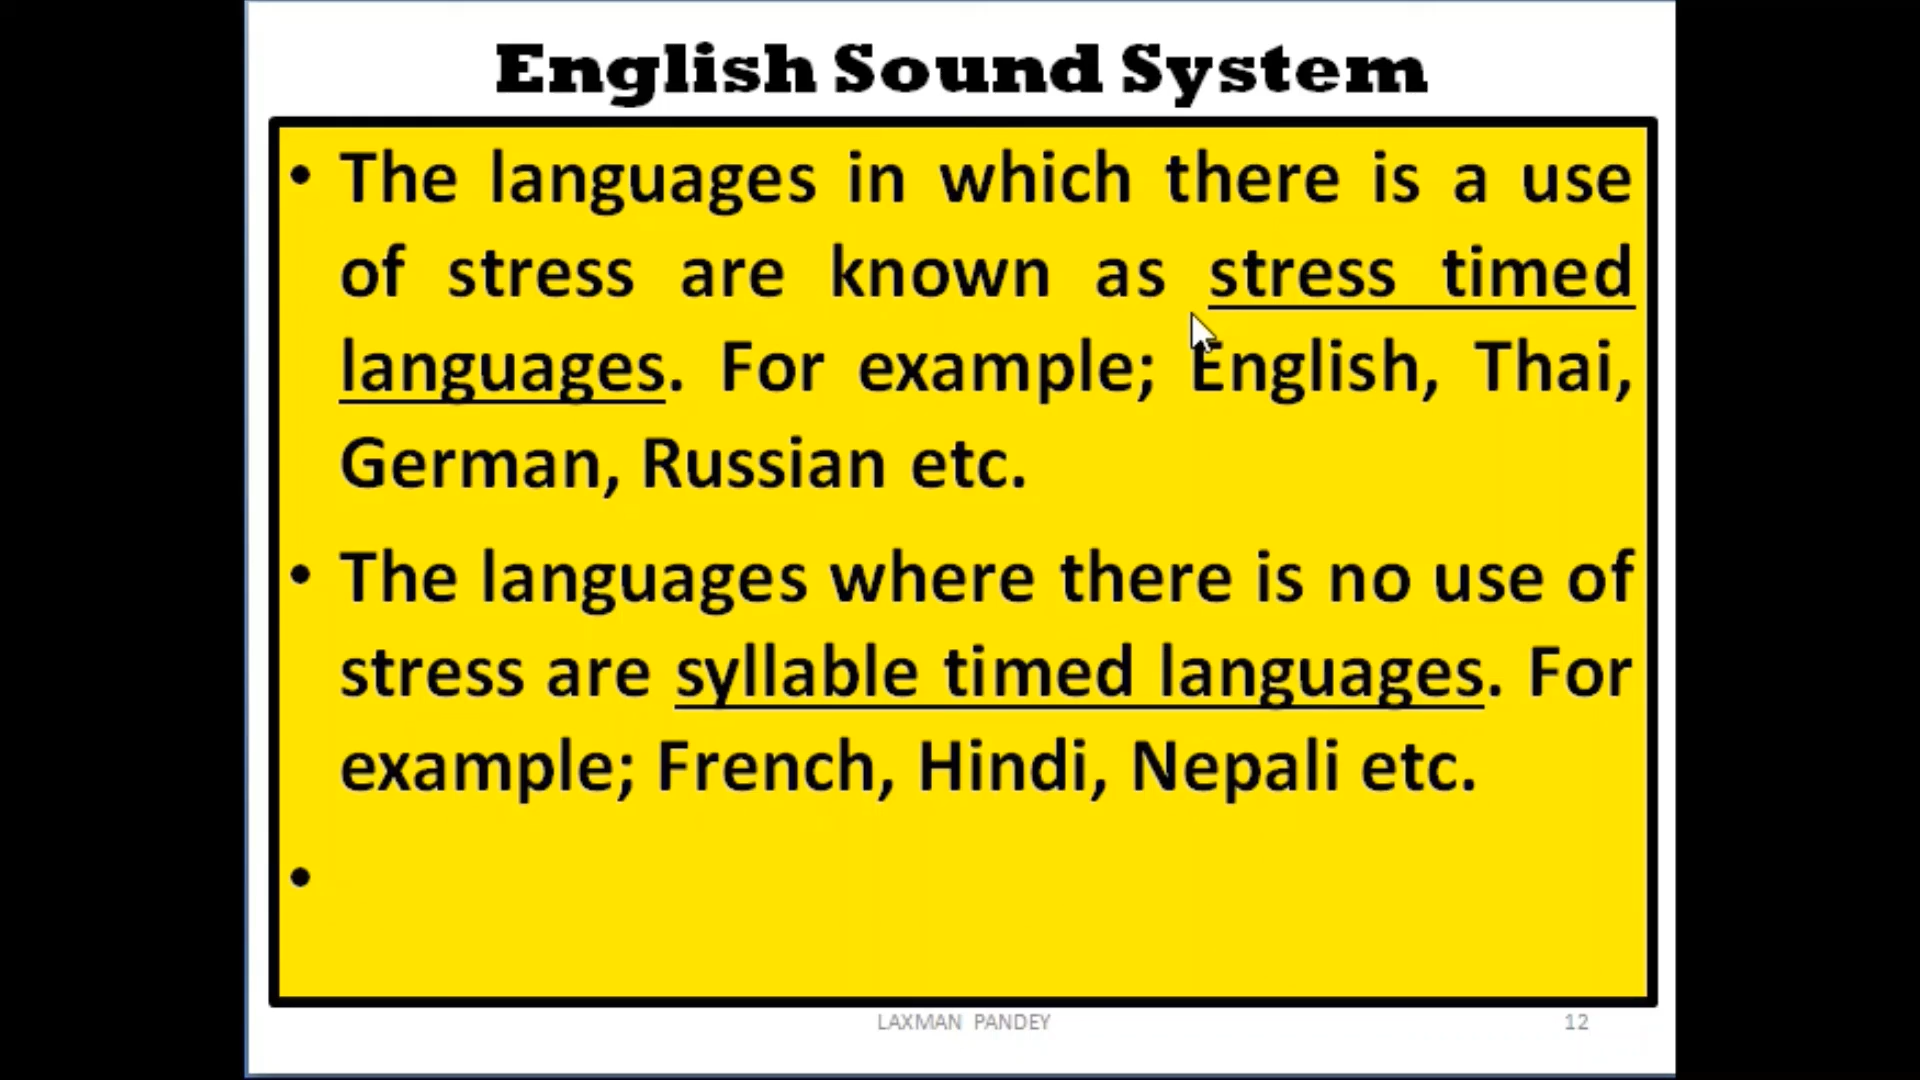 English Sound System
• The languages in which there is a use
of stress are known as stress timed
languages. For example; English, Thai,
German, Russian etc.
• The languages where there is no use of
stress are syllable timed languages. For
example; French, Hindi, Nepali etc.
•
LAXMAN PANDEY
12